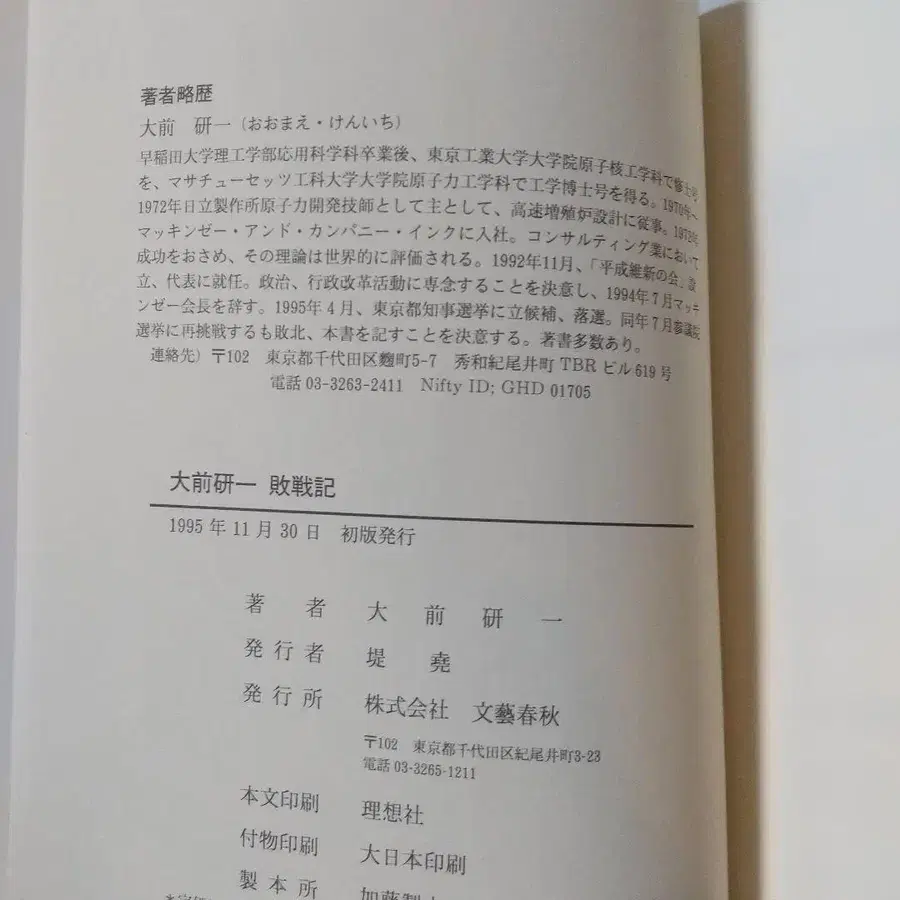 著者略歴
大前 研一（おおまえ・けんいち）
早稲田大学理工学部応用科学科卒業後、東京工業大学大学院原子核工学科で修士号
を、マサチューセッツ工科大学大学院原子力工学科で工学博士号を得る。1970年〜
1972年日立製作所原子力開発技師として主として、高速増殖炉設計に従事。1972年
マッキンゼー・アンド・カンパニー・インクに入社。コンサルティング業において
成功をおさめ、その理論は世界的に評価される。1992年11月、「平成維新の会」設
立、代表に就任。政治、行政改革活動に専念することを決意し、1994年7月マッキ
ンゼー会長を辞す。1995年4月、東京都知事選挙に立候補、落選。同年7月参議院
選挙に再挑戦するも敗北、本書を記すことを決意する。著書多数あり。
連絡先）〒102 東京都千代田区麴町5-7 秀和紀尾井町TBRビル619号
電話 03-3263-2411 Nifty ID; GHD 01705
大前研一 敗戦記
1995年11月30日 初版発行
著者 大前研一
発行者 堤堯
発行所 株式会社 文藝春秋
〒102 東京都千代田区紀尾井町3-23
電話 03-3265-1211
本文印刷 理想社
付物印刷 大日本印刷
製本所 加藤製